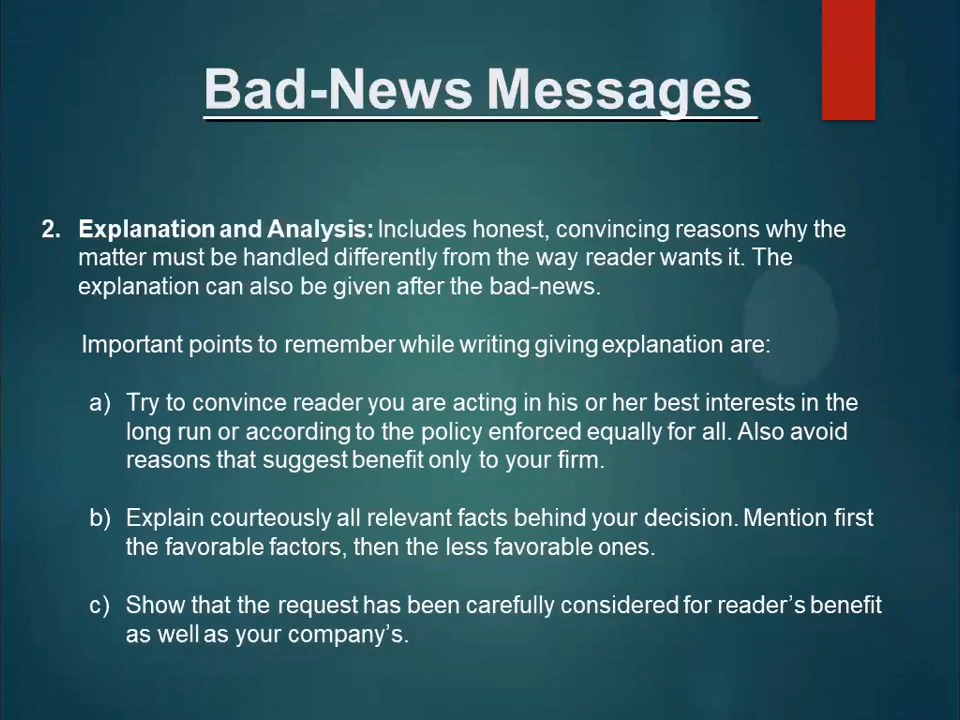 Bad-News Messages
2. Explanation and Analysis: Includes honest, convincing reasons why the
matter must be handled differently from the way reader wants it. The
explanation can also be given after the bad-news.
Important points to remember while writing giving explanation are:
a) Try to convince reader you are acting in his or her best interests in the
long run or according to the policy enforced equally for all. Also avoid
reasons that suggest benefit only to your firm.
b) Explain courteously all relevant facts behind your decision. Mention first
the favorable factors, then the less favorable ones.
c) Show that the request has been carefully considered for reader’s benefit
as well as your company’s.